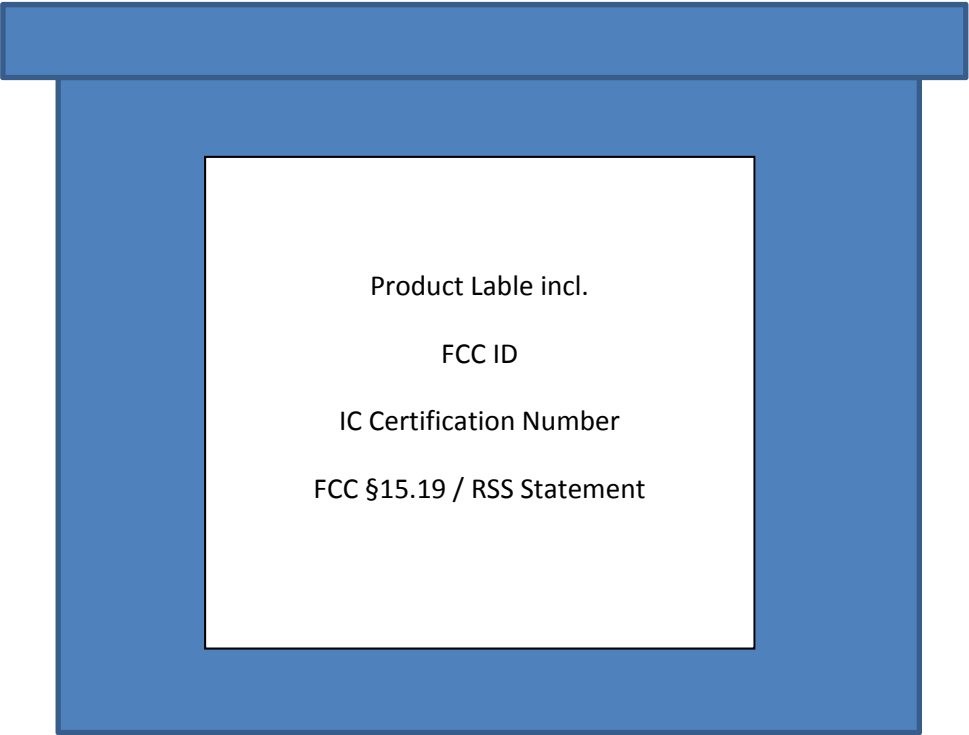 Product Lable incl.
FCC ID
IC Certification Number
FCC §15.19 / RSS Statement